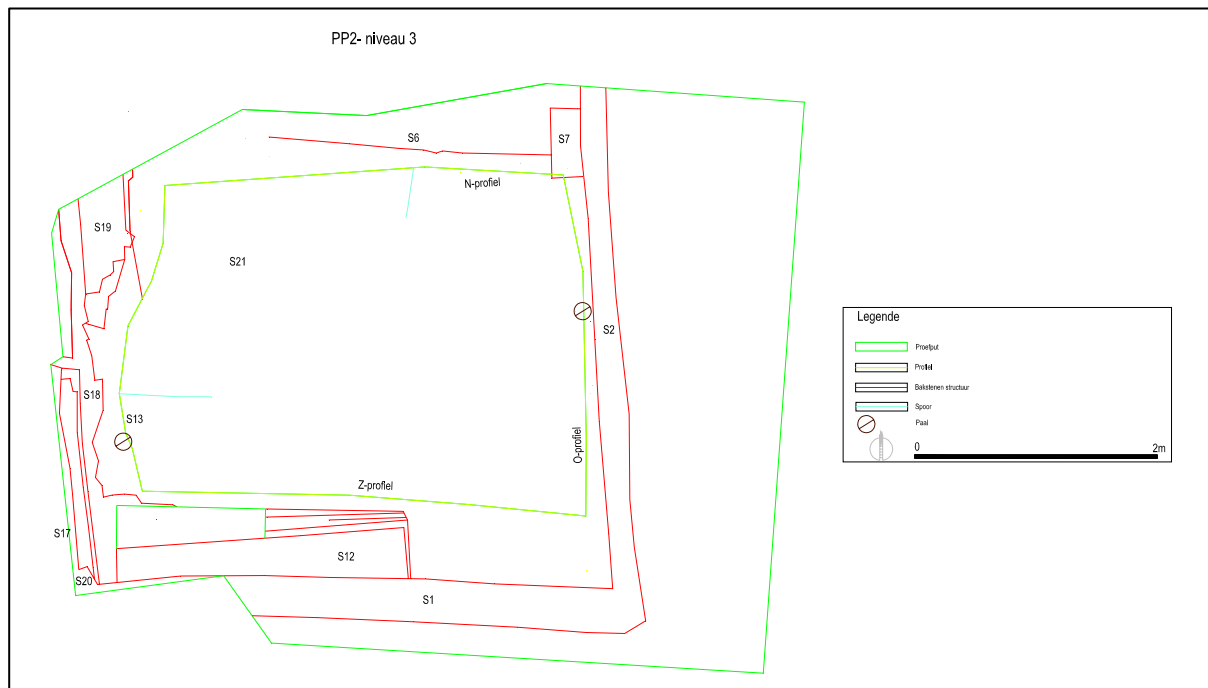 PP2- niveau 3
S6
S7
N-profiel
S19
S21
S2
S18
S13
O-profiel
Z-profiel
S17
S12
S20
S1
Legende
Proefput
Profiel
Bakstenen structuur
Spoor
Paal
0
2m